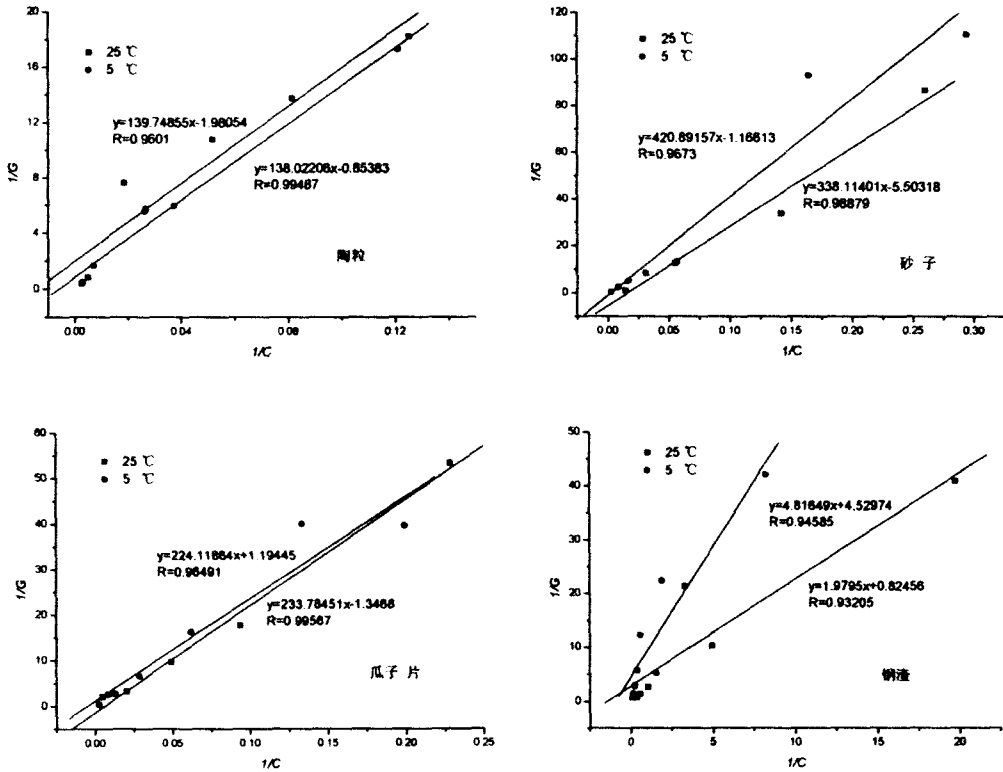 20
16
12
8
4
0
1/G
25 ℃
5 ℃
y=139.74855x-1.98054
R=0.9601
y=138.02206x-0.85383
R=0.99487
陶粒
0.00
0.04
0.08
0.12
1/C
120
100
80
60
40
20
0
1/G
25 ℃
5 ℃
y=420.89157x-1.16613
R=0.9673
y=338.11401x-5.50318
R=0.98879
砂子
0.00
0.05
0.10
0.15
0.20
0.25
0.30
1/C
60
50
40
30
20
10
0
1/G
25 ℃
5 ℃
y=224.11864x+1.19445
R=0.96491
y=233.78451x-1.3468
R=0.99567
瓜子片
0.00
0.05
0.10
0.15
0.20
0.25
1/C
50
40
30
20
10
0
1/G
25 ℃
5 ℃
y=4.81649x+4.52974
R=0.94585
y=1.9795x+0.82456
R=0.93205
钢渣
0
5
10
15
20
1/C